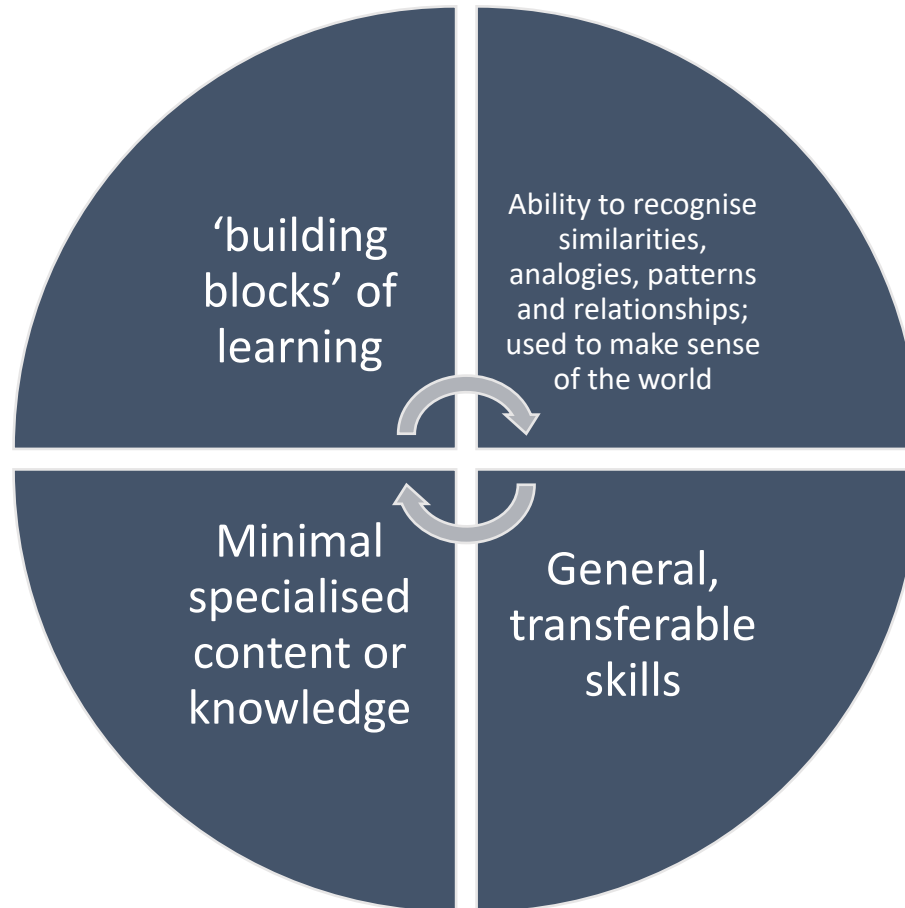 ‘building
blocks’ of
learning
Ability to recognise
similarities,
analogies, patterns
and relationships;
used to make sense
of the world
Minimal
specialised
content or
knowledge
General,
transferable
skills